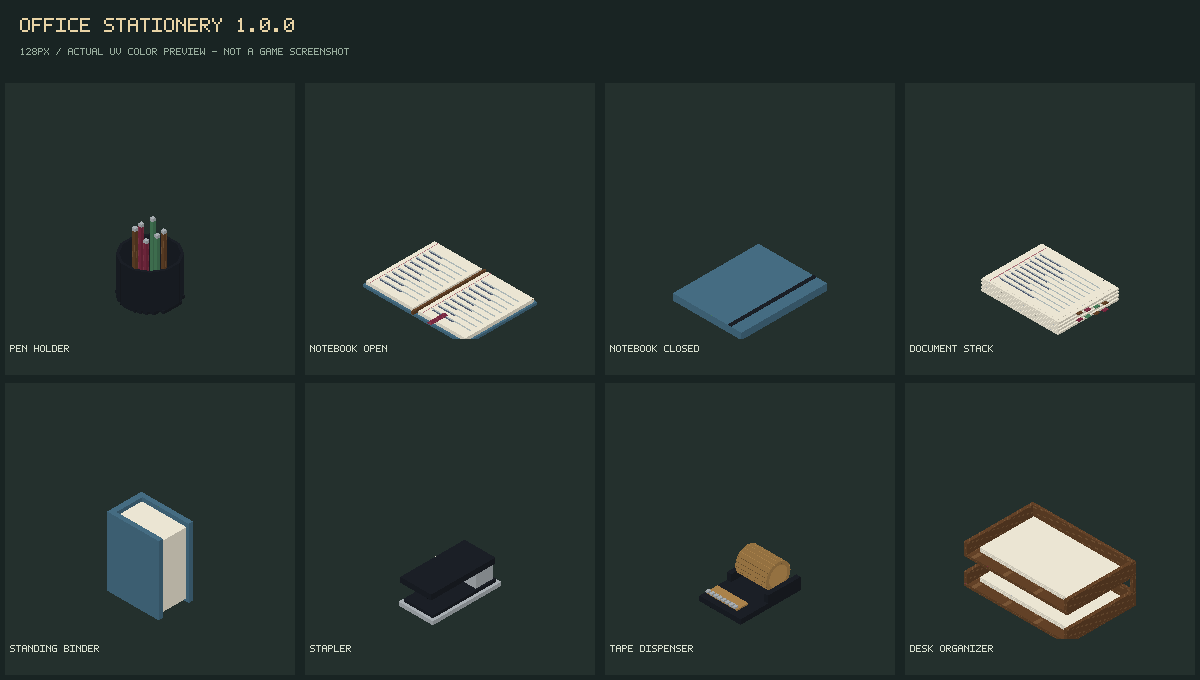 OFFICE STATIONERY 1.0.0
128PX / ACTUAL UV COLOR PREVIEW — NOT A GAME SCREENSHOT
PEN HOLDER
NOTEBOOK OPEN
NOTEBOOK CLOSED
DOCUMENT STACK
STANDING BINDER
STAPLER
TAPE DISPENSER
DESK ORGANIZER